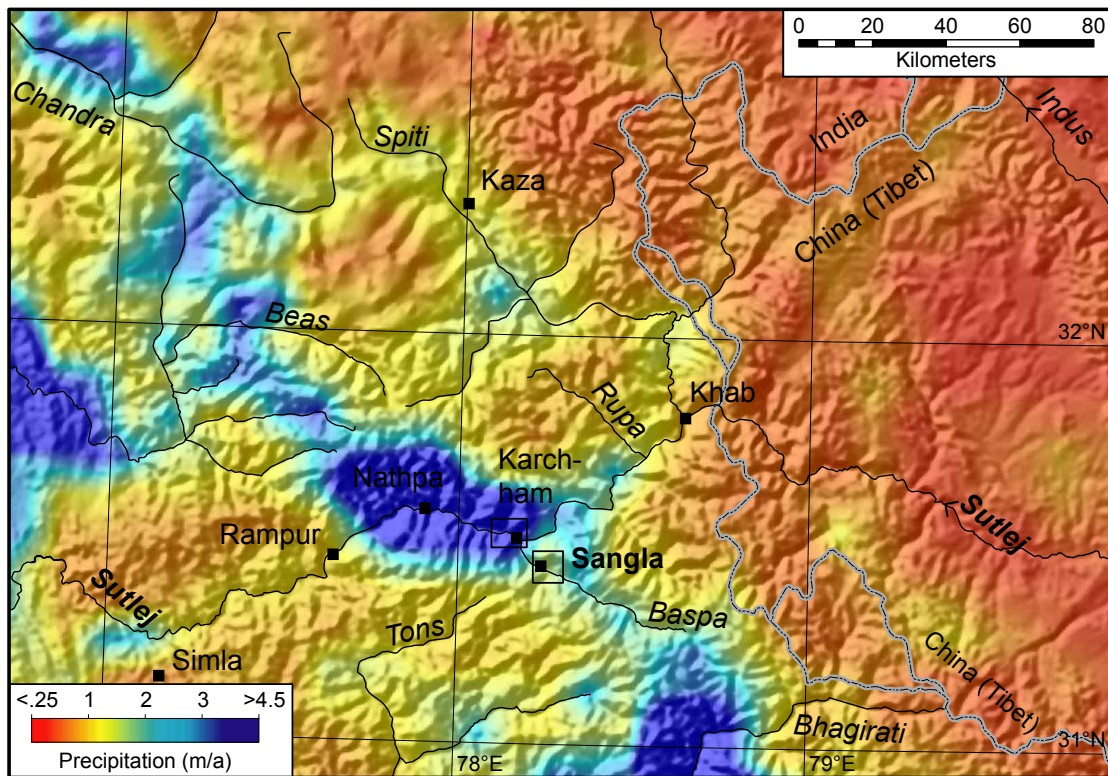 0 20 40 60 80
Kilometers
Chandra
Spiti
Kaza
India
Indus
China (Tibet)
Beas
32°N
Khab
Rupa
Karch-
ham
Nathpa
Rampur
Sangla
Sutlej
Sutlej
Baspa
Tons
Simla
China (Tibet)
Bhagirati
31°N
<.25 1 2 3 >4.5
Precipitation (m/a)
78°E
79°E